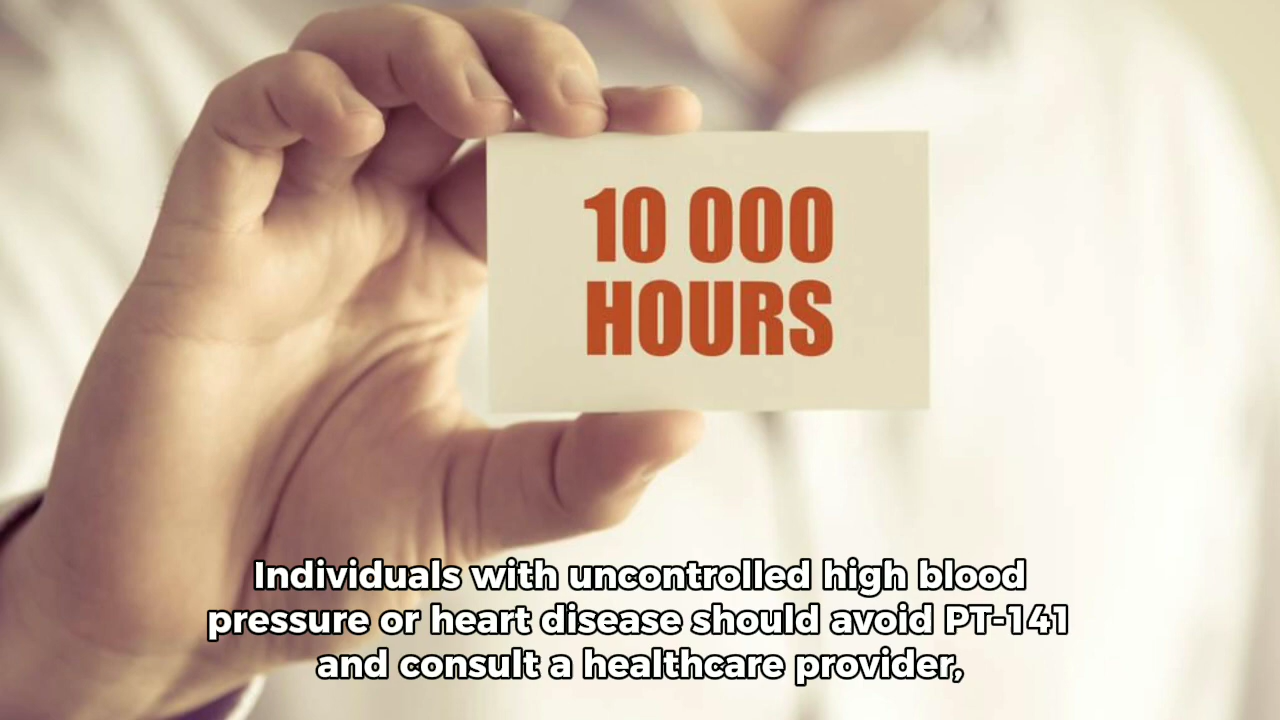 10 000
HOURS
Individuals with uncontrolled high blood
pressure or heart disease should avoid PT-141
and consult a healthcare provider,